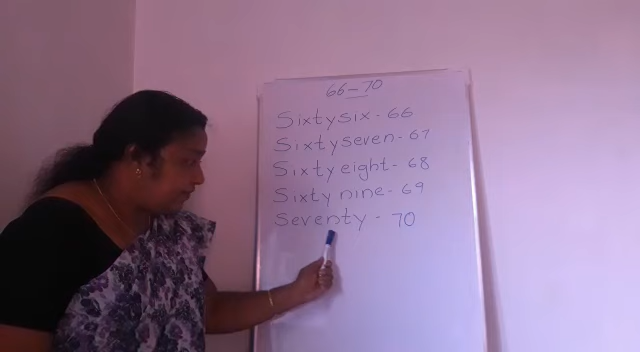 66-70
Sixtysix - 66
Sixtyseven - 67
Sixtyeight - 68
Sixty nine - 69
Seventy - 70